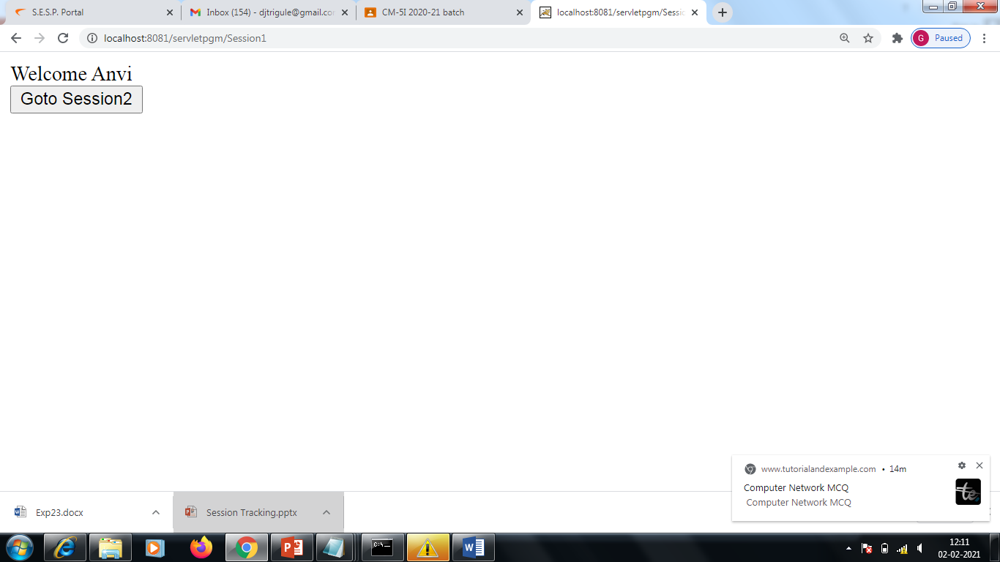 S.E.S.P. Portal
Inbox (154) - djtrigule@gmail.co
CM-5I 2020-21 batch
localhost:8081/servletpgm/Sessi
localhost:8081/servletpgm/Session1
G Paused
Welcome Anvi
Goto Session2
www.tutorialandexample.com • 14m
Computer Network MCQ
Computer Network MCQ
te
Exp23.docx
Session Tracking.pptx
C:\_
12:11
02-02-2021